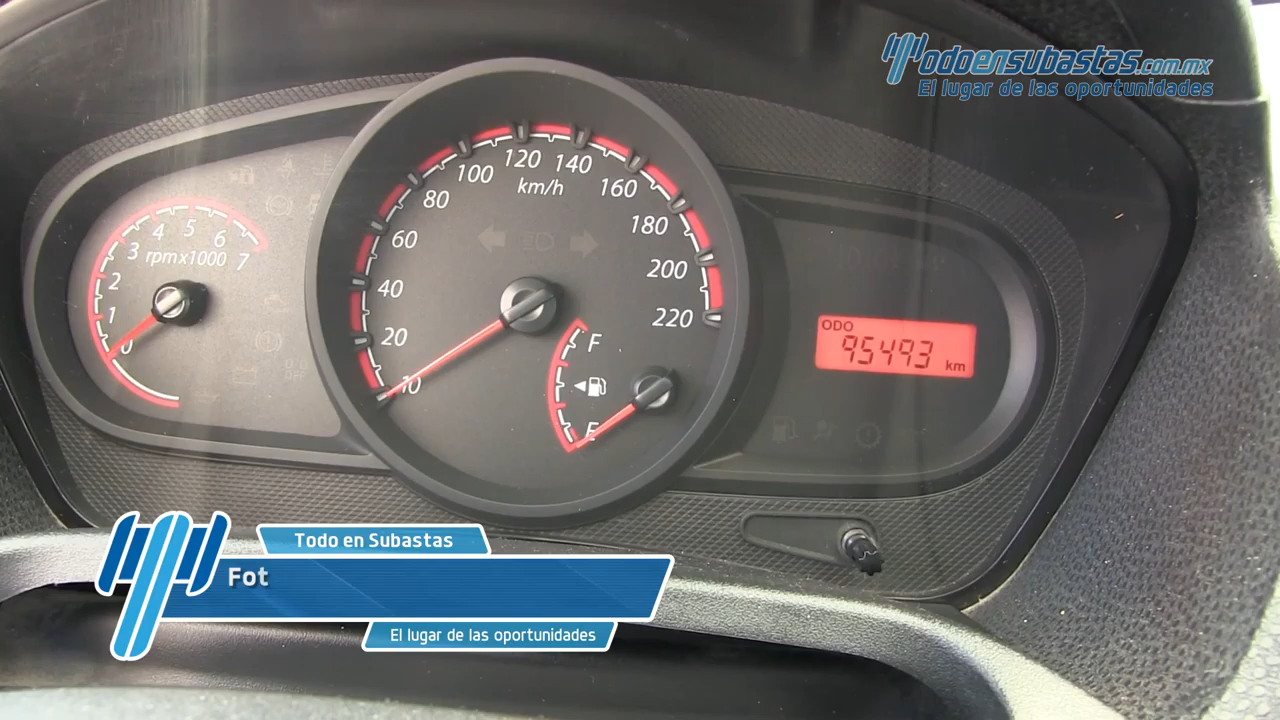 Todoensubastas.com.mx
El lugar de las oportunidades
120
140
100
km/h
160
80
180
60
200
40
220
20
10
4 5 6
3 rpmx1000 7
2
1
0
F
E
ODO
95493 km
Todo en Subastas
Fot
El lugar de las oportunidades